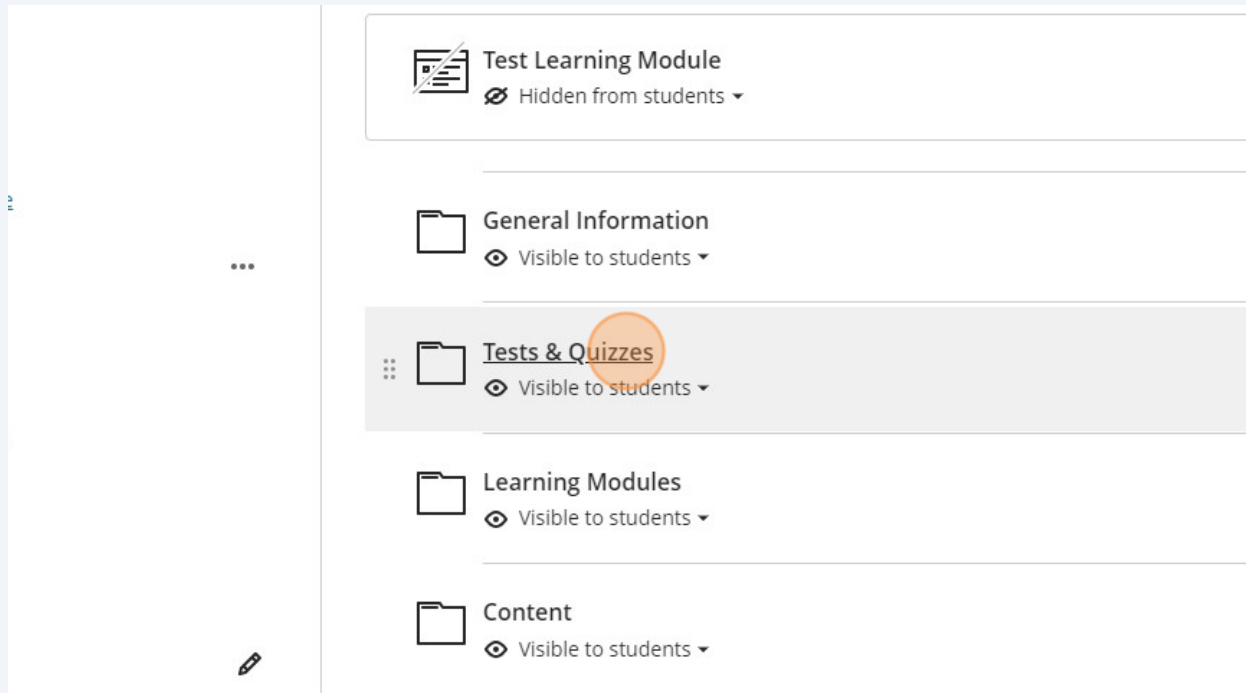 Test Learning Module
Hidden from students
General Information
Visible to students
Tests & Quizzes
Visible to students
Learning Modules
Visible to students
Content
Visible to students